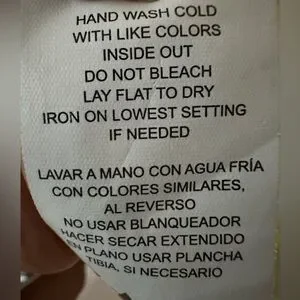 HAND WASH COLD
WITH LIKE COLORS
INSIDE OUT
DO NOT BLEACH
LAY FLAT TO DRY
IRON ON LOWEST SETTING
IF NEEDED
LAVAR A MANO CON AGUA FRÍA
CON COLORES SIMILARES,
AL REVERSO
NO USAR BLANQUEADOR
HACER SECAR EXTENDIDO
EN PLANO USAR PLANCHA
TIBIA, SI NECESARIO